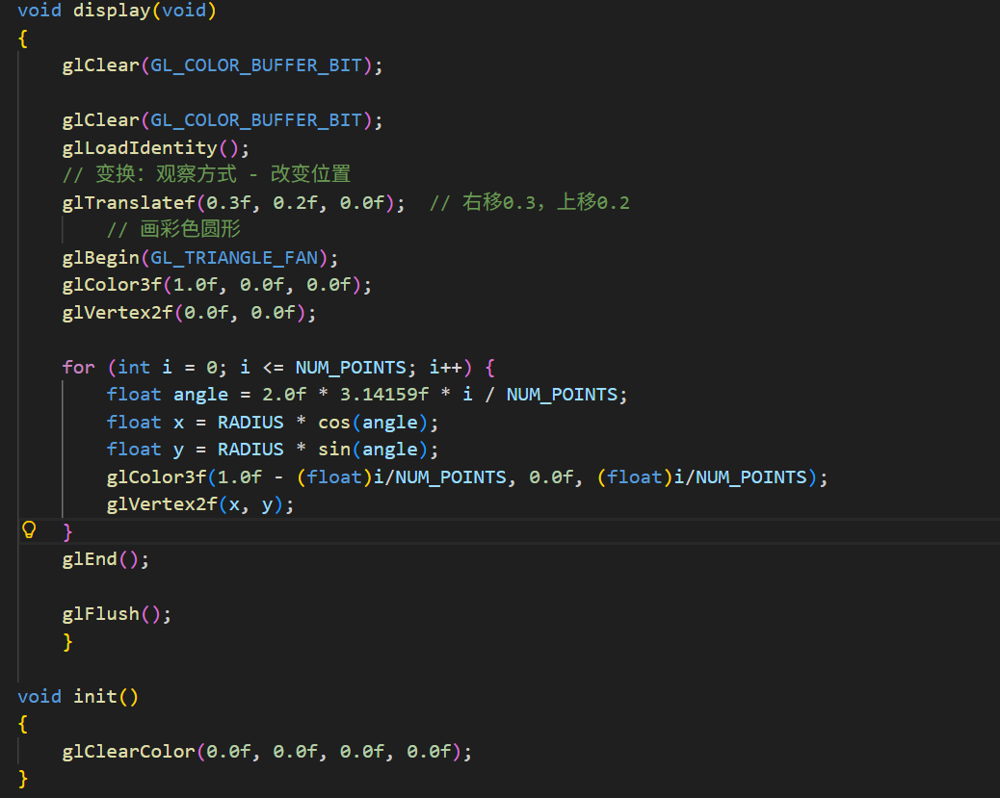 void display(void)
{
    glClear(GL_COLOR_BUFFER_BIT);

    glClear(GL_COLOR_BUFFER_BIT);
    glLoadIdentity();
    // 变换：观察方式 - 改变位置
    glTranslatef(0.3f, 0.2f, 0.0f);  // 右移0.3，上移0.2
        // 画彩色圆形
    glBegin(GL_TRIANGLE_FAN);
    glColor3f(1.0f, 0.0f, 0.0f);
    glVertex2f(0.0f, 0.0f);

    for (int i = 0; i <= NUM_POINTS; i++) {
        float angle = 2.0f * 3.14159f * i / NUM_POINTS;
        float x = RADIUS * cos(angle);
        float y = RADIUS * sin(angle);
        glColor3f(1.0f - (float)i/NUM_POINTS, 0.0f, (float)i/NUM_POINTS);
        glVertex2f(x, y);
    }
    glEnd();

    glFlush();
    }

void init()
{
    glClearColor(0.0f, 0.0f, 0.0f, 0.0f);
}